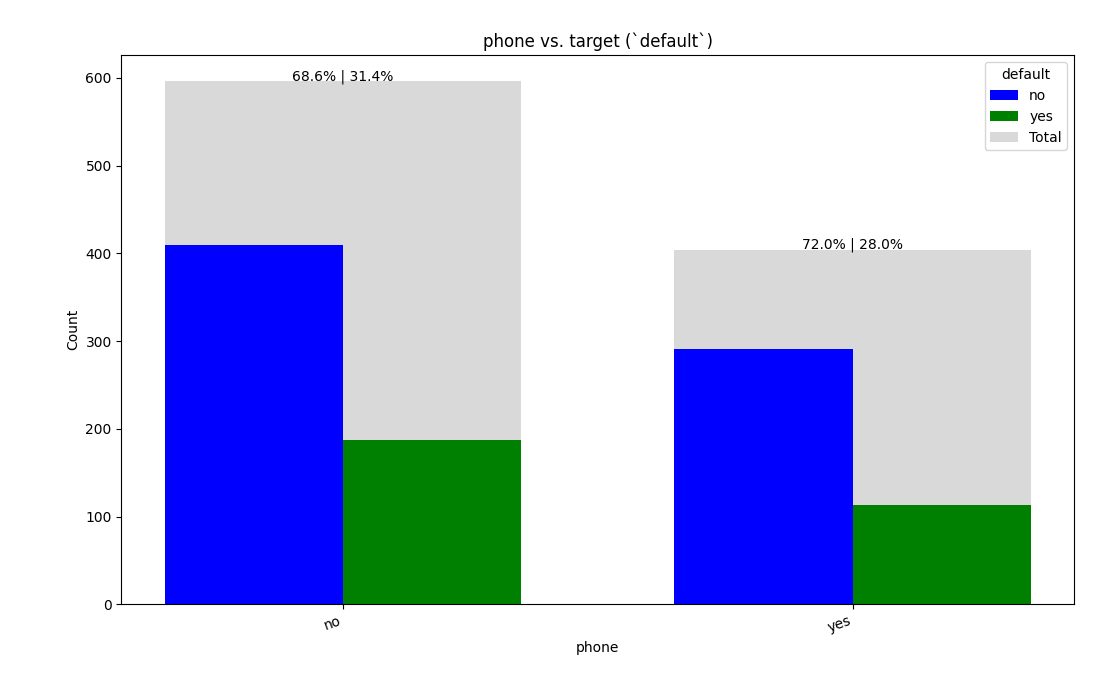 phone vs. target (`default`)
68.6% | 31.4%
72.0% | 28.0%
default
no
yes
Total
600
500
400
300
200
100
0
Count
no
yes
phone